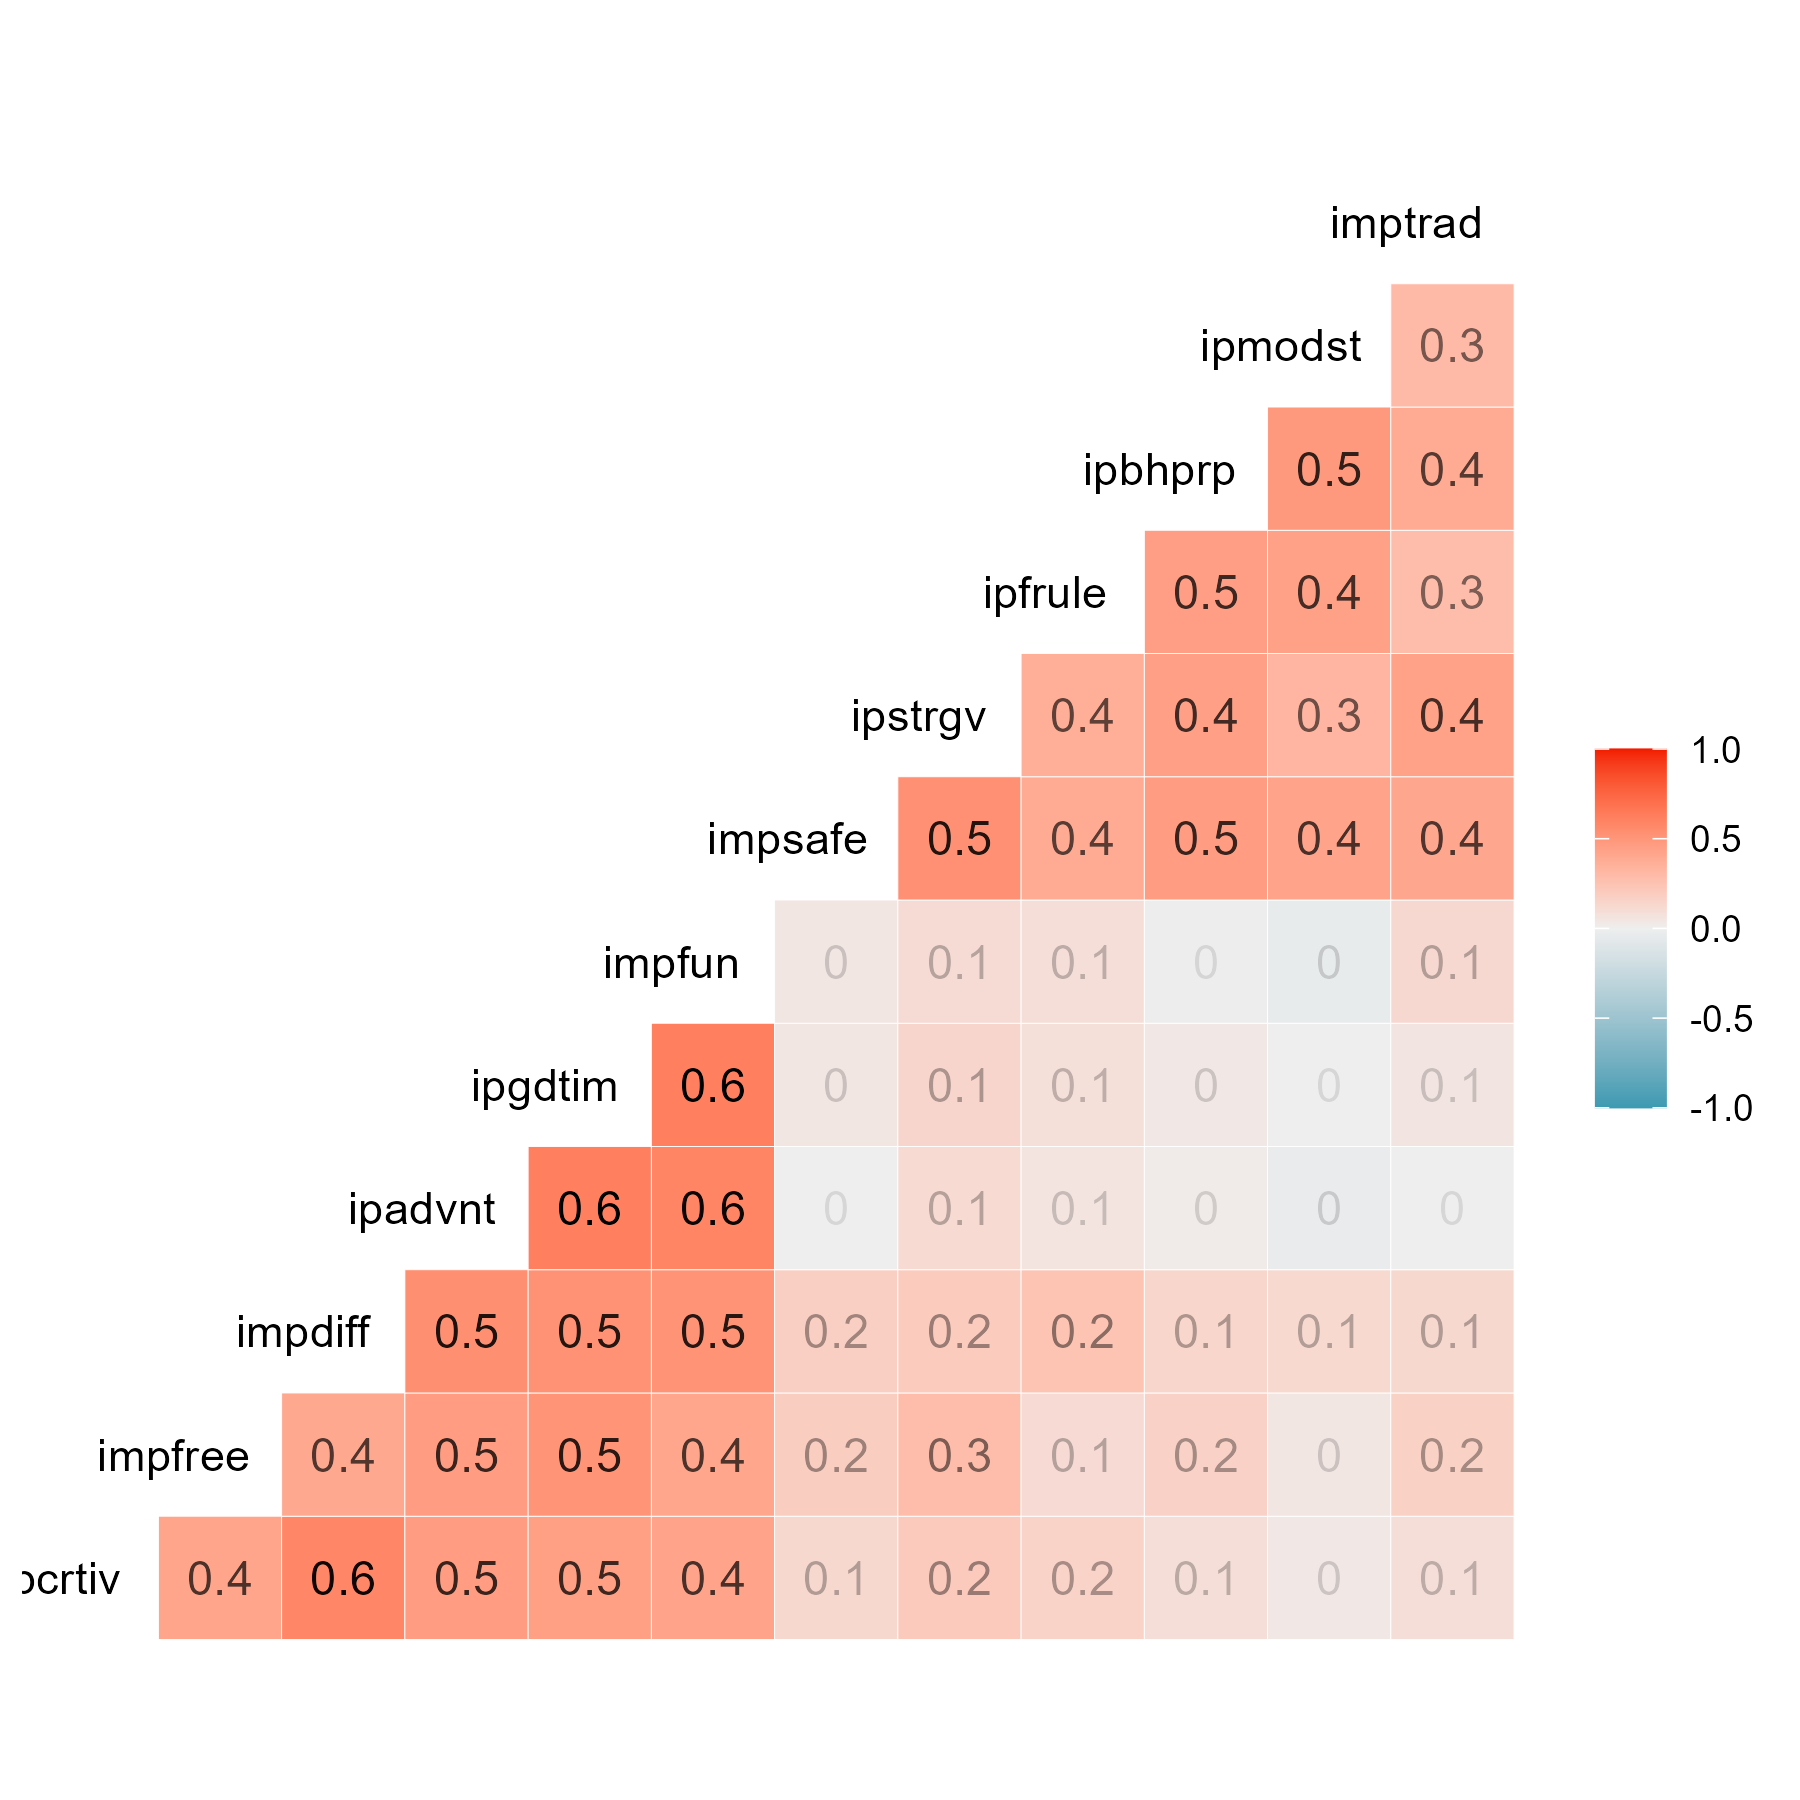 imptrad
ipmodst 0.3
ipbhprp 0.5 0.4
ipfrule 0.5 0.4 0.3
ipstrgv 0.4 0.4 0.3 0.4
1.0
impsafe 0.5 0.4 0.5 0.4 0.4
0.5
impfun 0 0.1 0.1 0 0 0.1
0.0
-0.5
ipgdtim 0.6 0 0.1 0.1 0 0 0.1
-1.0
ipadvnt 0.6 0.6 0 0.1 0.1 0 0 0
impdiff 0.5 0.5 0.5 0.2 0.2 0.2 0.1 0.1 0.1
impfree 0.4 0.5 0.5 0.4 0.2 0.3 0.1 0.2 0 0.2
crtiv 0.4 0.6 0.5 0.5 0.4 0.1 0.2 0.2 0.1 0 0.1